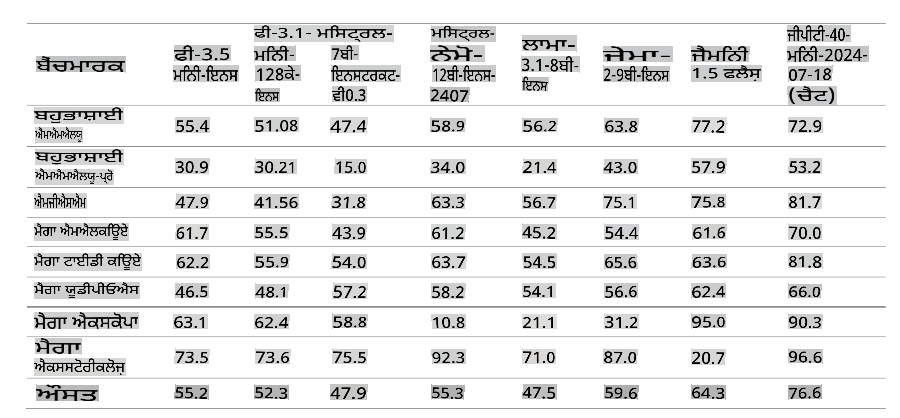 ਬੈਂਚਮਾਰਕ ਫੀ-3.5 ਮਨਿੀ-ਇਨਸ ਫੀ-3.1- ਮਨਿੀ- 128ਕੇ- ਇਨਸ ਮਸਿਟ੍ਰਲ- 7ਬੀ- ਇਨਸਟਰਕਟ- ਵੀ0.3 ਮਸਿਟ੍ਰਲ- ਨੇਮੋ- 12ਬੀ-ਇਨਸ- 2407 ਲਾਮਾ- 3.1-8ਬੀ- ਇਨਸ ਜੇਮਾ- 2-9ਬੀ-ਇਨਸ ਜੈਮਨਿੀ 1.5 ਫਲੈਸ਼ ਜੀਪੀਟੀ-4o- ਮਨਿੀ-2024- 07-18 (ਚੈਟ)
ਬਹੁਭਾਸ਼ਾਈ ਐਮਐਮਐਲਯੂ 55.4 51.08 47.4 58.9 56.2 63.8 77.2 72.9
ਬਹੁਭਾਸ਼ਾਈ ਐਮਐਮਐਲਯੂ-ਪ੍ਰੋ 30.9 30.21 15.0 34.0 21.4 43.0 57.9 53.2
ਐਮਜੀਐਸਐਮ 47.9 41.56 31.8 63.3 56.7 75.1 75.8 81.7
ਮੈਗਾ ਐਮਐਲਕਊਿਏ 61.7 55.5 43.9 61.2 45.2 54.4 61.6 70.0
ਮੈਗਾ ਟਾਈਡੀ ਕਊਿਏ 62.2 55.9 54.0 63.7 54.5 65.6 63.6 81.8
ਮੈਗਾ ਯੂਡੀਪੀਓਐਸ 46.5 48.1 57.2 58.2 54.1 56.6 62.4 66.0
ਮੈਗਾ ਐਕਸਕੋਪਾ 63.1 62.4 58.8 10.8 21.1 31.2 95.0 90.3
ਮੈਗਾ ਐਕਸਸਟੋਰੀਕਲੋਜ਼ 73.5 73.6 75.5 92.3 71.0 87.0 20.7 96.6
ਔਸਤ 55.2 52.3 47.9 55.3 47.5 59.6 64.3 76.6